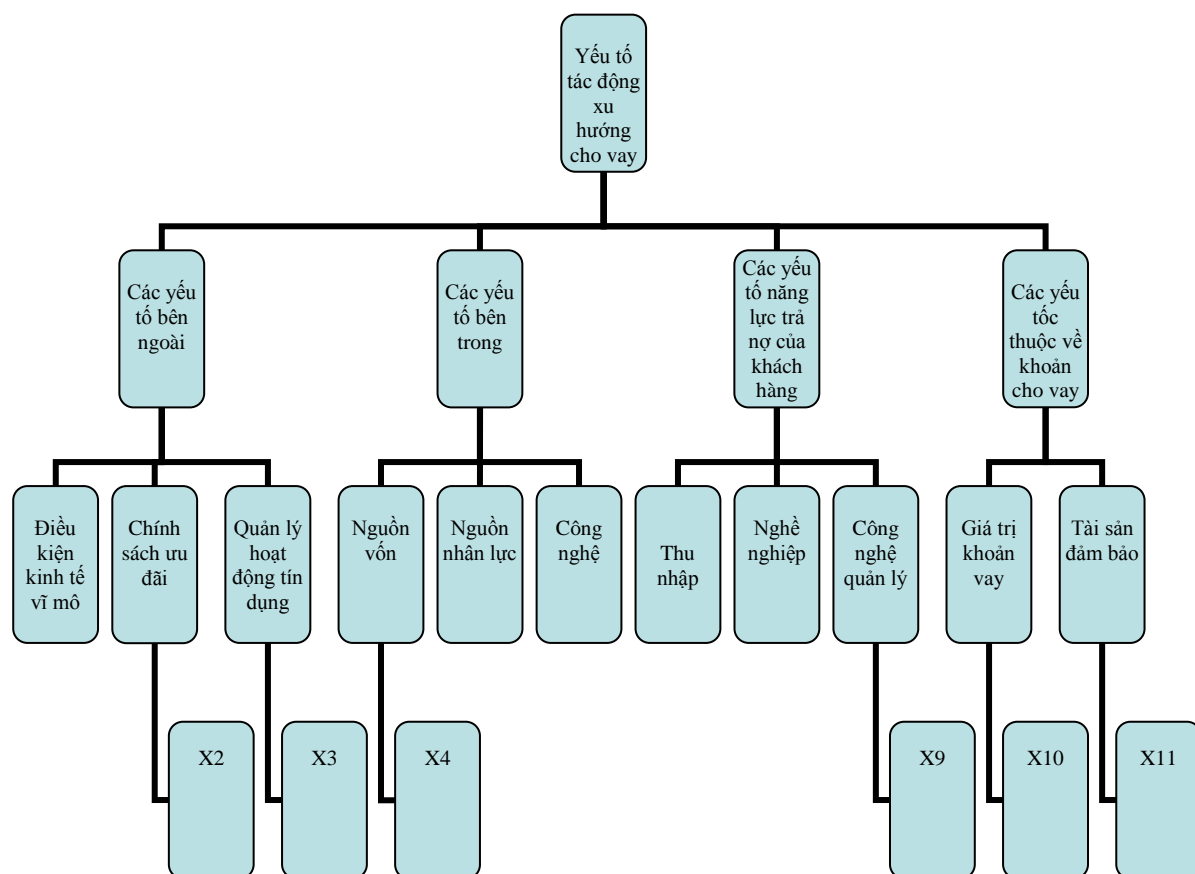 Yếu tố
tác động
xu
hướng
cho vay
Các yếu
tố bên
ngoài
Các yếu
tố bên
trong
Các yếu
tố năng
lực trả
nợ của
khách
hàng
Các yếu
tốc
thuộc về
khoản
cho vay
Điều
kiện
kinh tế
vĩ mô
Chính
sách ưu
đãi
Quản lý
hoạt
động tín
dụng
Nguồn
vốn
Nguồn
nhân lực
Công
nghệ
Thu
nhập
Nghề
nghiệp
Công
nghệ
quản lý
Giá trị
khoản
vay
Tài sản
đảm bảo
X2
X3
X4
X9
X10
X11